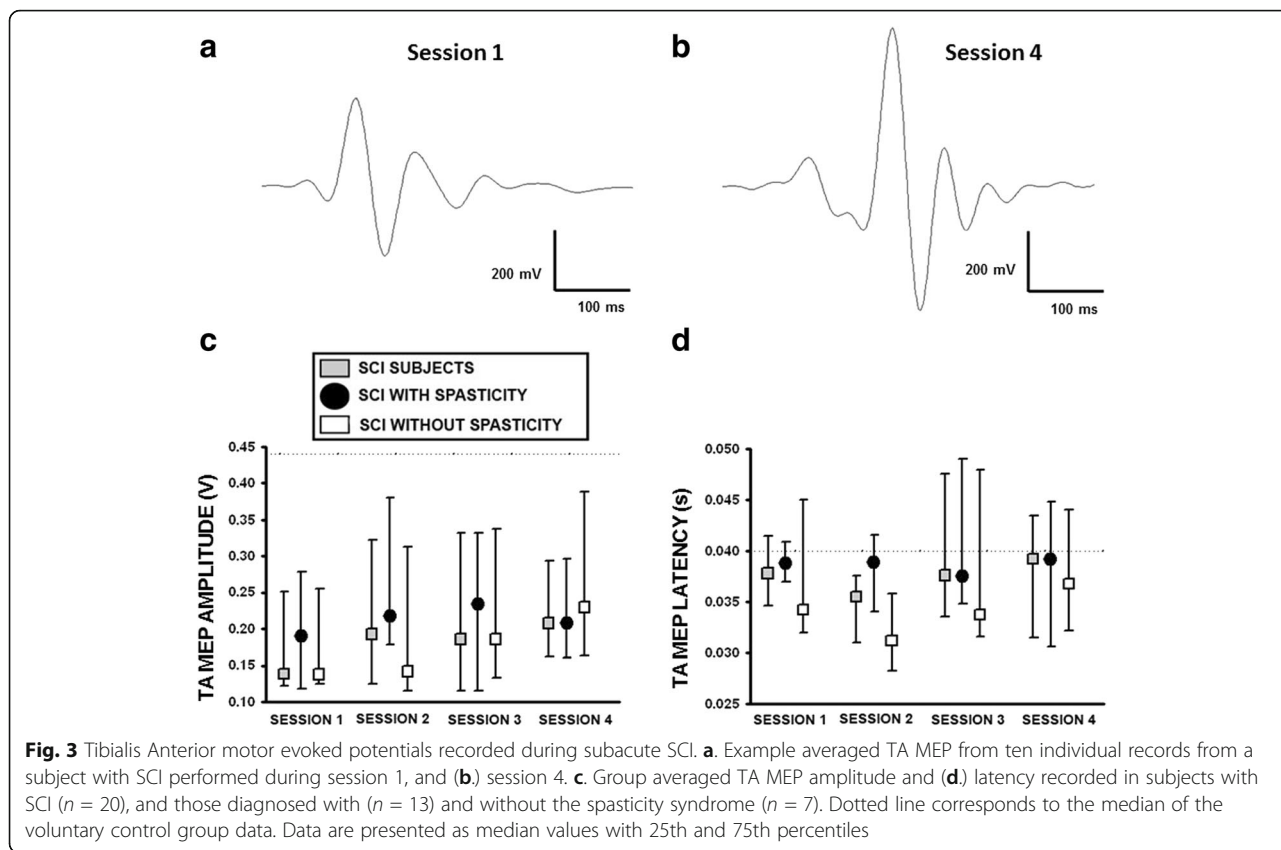 a
Session 1
b
Session 4
200 mV
100 ms
200 mV
100 ms
c
SCI SUBJECTS
SCI WITH SPASTICITY
SCI WITHOUT SPASTICITY
TA MEP AMPLITUDE (V)
0.45
0.40
0.35
0.30
0.25
0.20
0.15
0.10
SESSION 1
SESSION 2
SESSION 3
SESSION 4
d
TA MEP LATENCY (s)
0.050
0.045
0.040
0.035
0.030
0.025
SESSION 1
SESSION 2
SESSION 3
SESSION 4
Fig. 3 Tibialis Anterior motor evoked potentials recorded during subacute SCI. a. Example averaged TA MEP from ten individual records from a
subject with SCI performed during session 1, and (b.) session 4. c. Group averaged TA MEP amplitude and (d.) latency recorded in subjects with
SCI (n = 20), and those diagnosed with (n = 13) and without the spasticity syndrome (n = 7). Dotted line corresponds to the median of the
voluntary control group data. Data are presented as median values with 25th and 75th percentiles